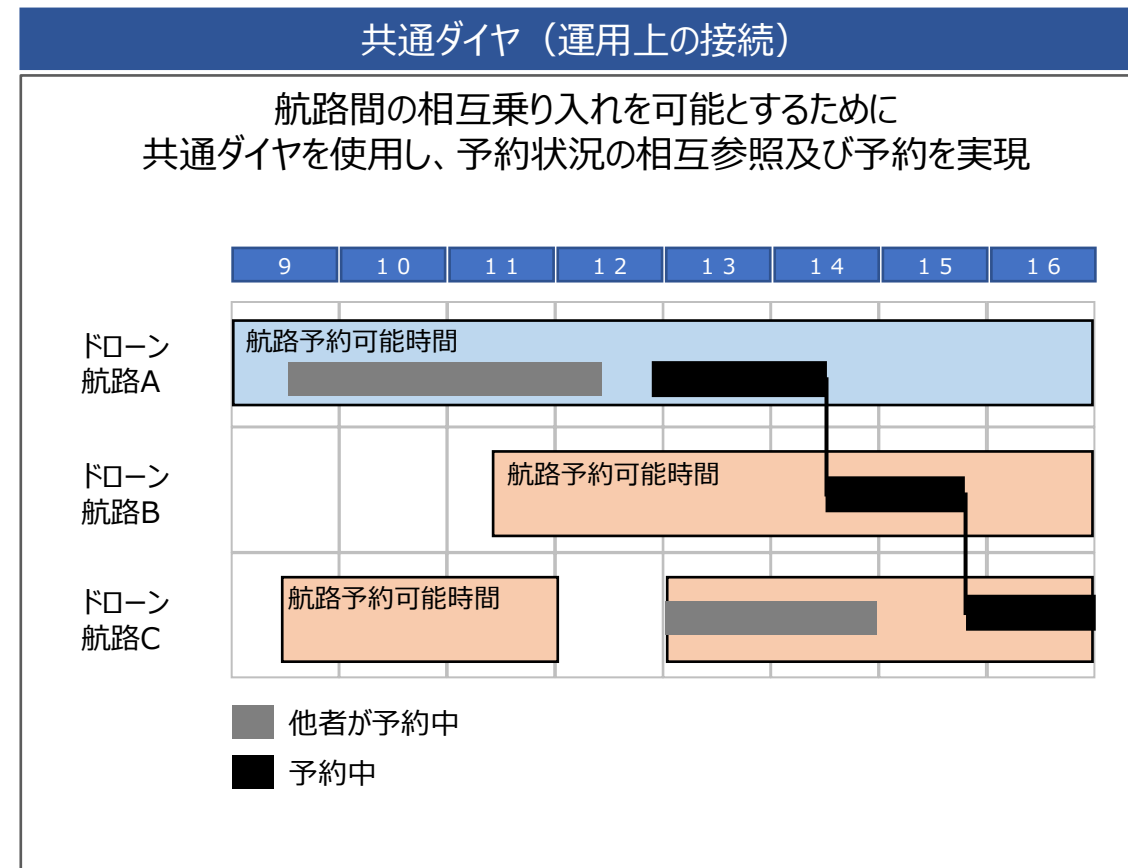 共通ダイヤ（運用上の接続）
航路間の相互乗り入れを可能とするために
共通ダイヤを使用し、予約状況の相互参照及び予約を実現
９ １０ １１ １２ １３ １４ １５ １６
ドローン
航路A
航路予約可能時間
ドローン
航路B
航路予約可能時間
ドローン
航路C
航路予約可能時間
他者が予約中
予約中